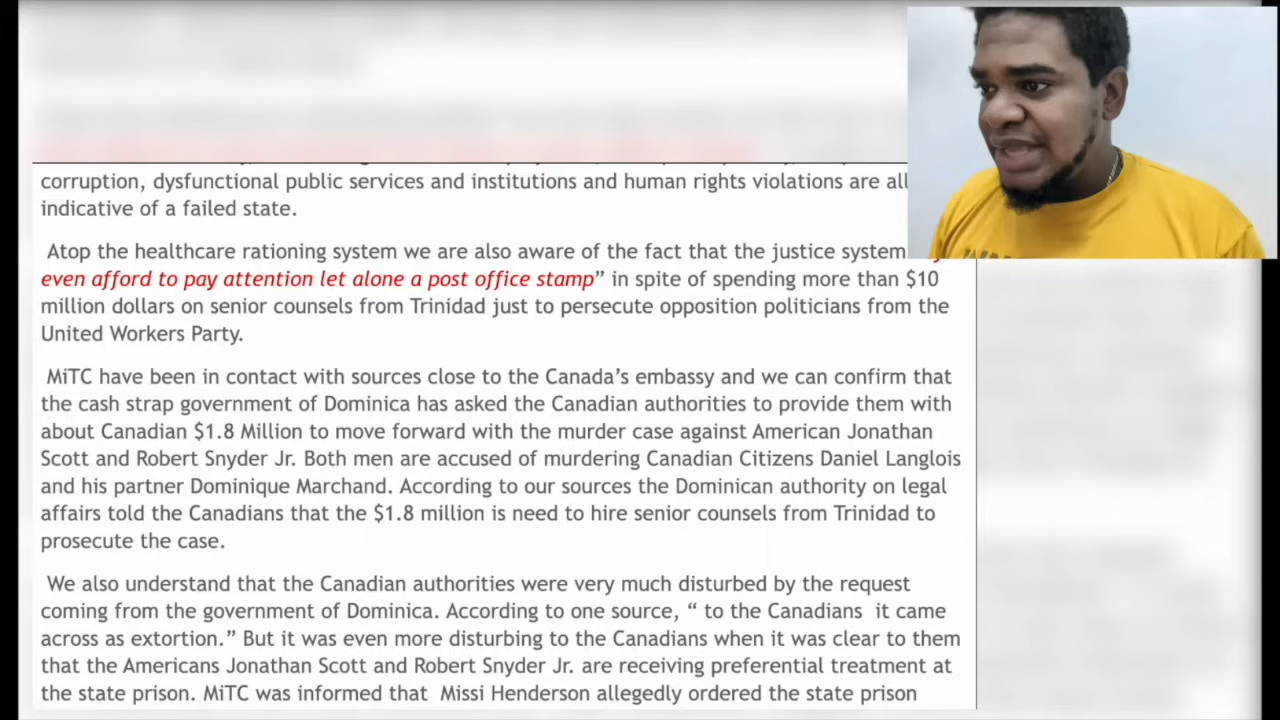 corruption, dysfunctional public services and institutions and human rights violations are all
indicative of a failed state.
Atop the healthcare rationing system we are also aware of the fact that the justice system
even afford to pay attention let alone a post office stamp” in spite of spending more than $10
million dollars on senior counsels from Trinidad just to persecute opposition politicians from the
United Workers Party.
MiTC have been in contact with sources close to the Canada’s embassy and we can confirm that
the cash strap government of Dominica has asked the Canadian authorities to provide them with
about Canadian $1.8 Million to move forward with the murder case against American Jonathan
Scott and Robert Snyder Jr. Both men are accused of murdering Canadian Citizens Daniel Langlois
and his partner Dominique Marchand. According to our sources the Dominican authority on legal
affairs told the Canadians that the $1.8 million is need to hire senior counsels from Trinidad to
prosecute the case.
We also understand that the Canadian authorities were very much disturbed by the request
coming from the government of Dominica. According to one source, “ to the Canadians it came
across as extortion.” But it was even more disturbing to the Canadians when it was clear to them
that the Americans Jonathan Scott and Robert Snyder Jr. are receiving preferential treatment at
the state prison. MiTC was informed that Missi Henderson allegedly ordered the state prison